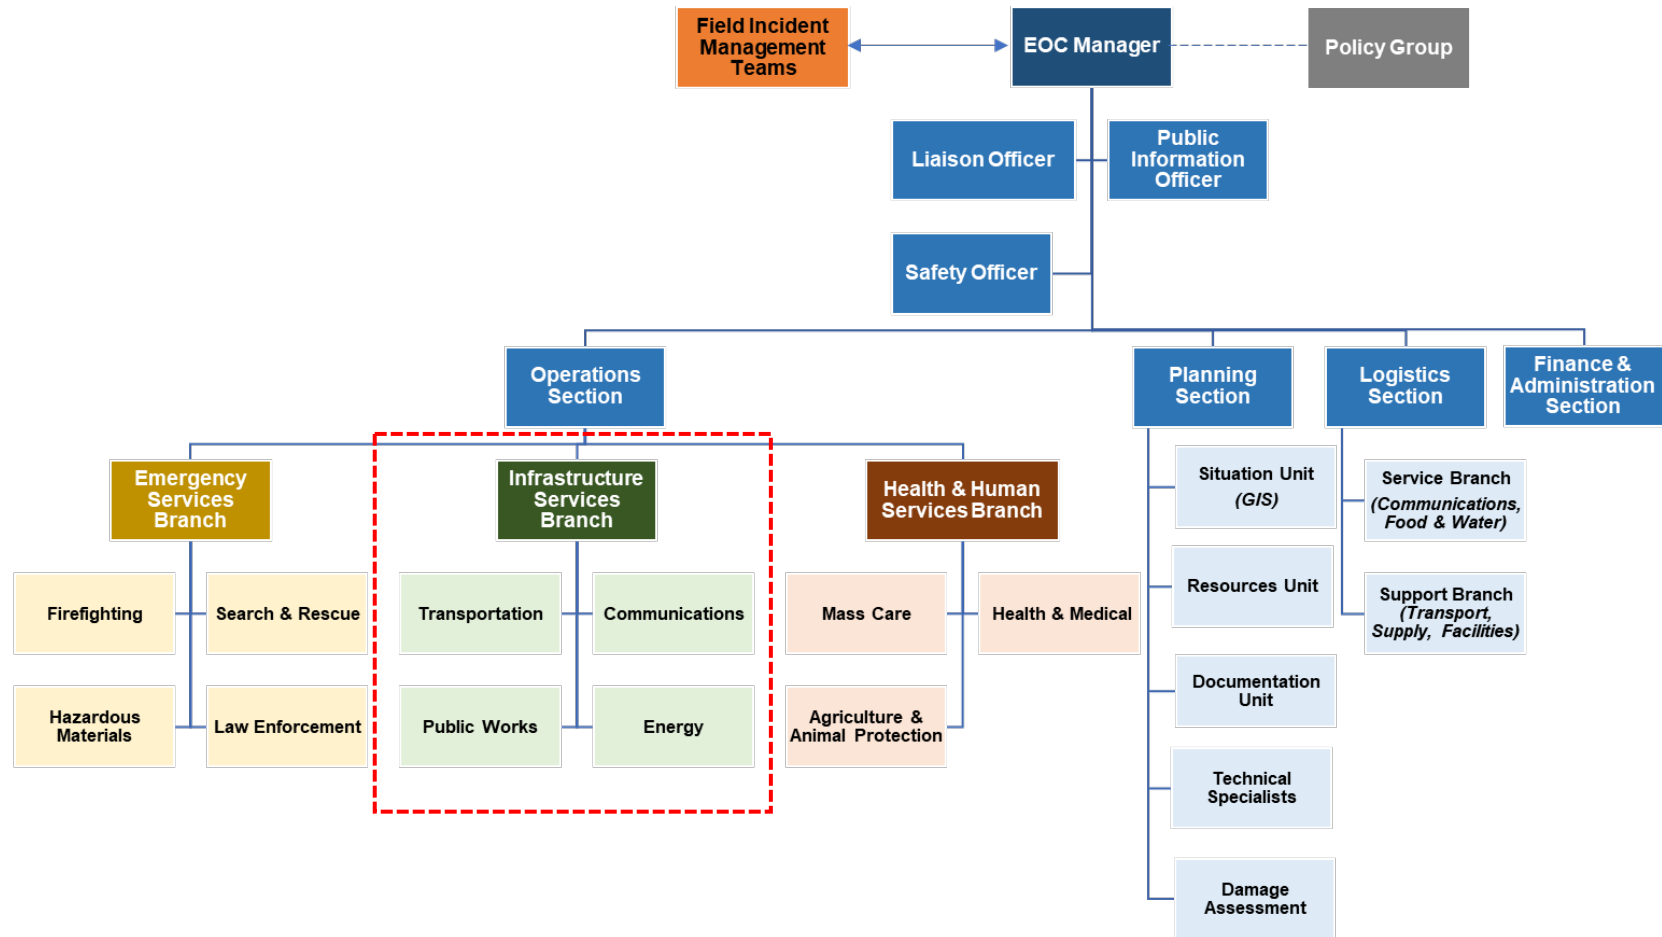 Field Incident
Management
Teams
EOC Manager
Policy Group
Liaison Officer
Public
Information
Officer
Safety Officer
Operations
Section
Planning
Section
Logistics
Section
Finance &
Administration
Section
Emergency
Services
Branch
Infrastructure
Services
Branch
Health & Human
Services Branch
Firefighting
Search & Rescue
Hazardous
Materials
Law Enforcement
Transportation
Communications
Public Works
Energy
Mass Care
Health & Medical
Agriculture &
Animal Protection
Situation Unit
(GIS)
Resources Unit
Documentation
Unit
Technical
Specialists
Damage
Assessment
Service Branch
(Communications,
Food & Water)
Support Branch
(Transport,
Supply, Facilities)